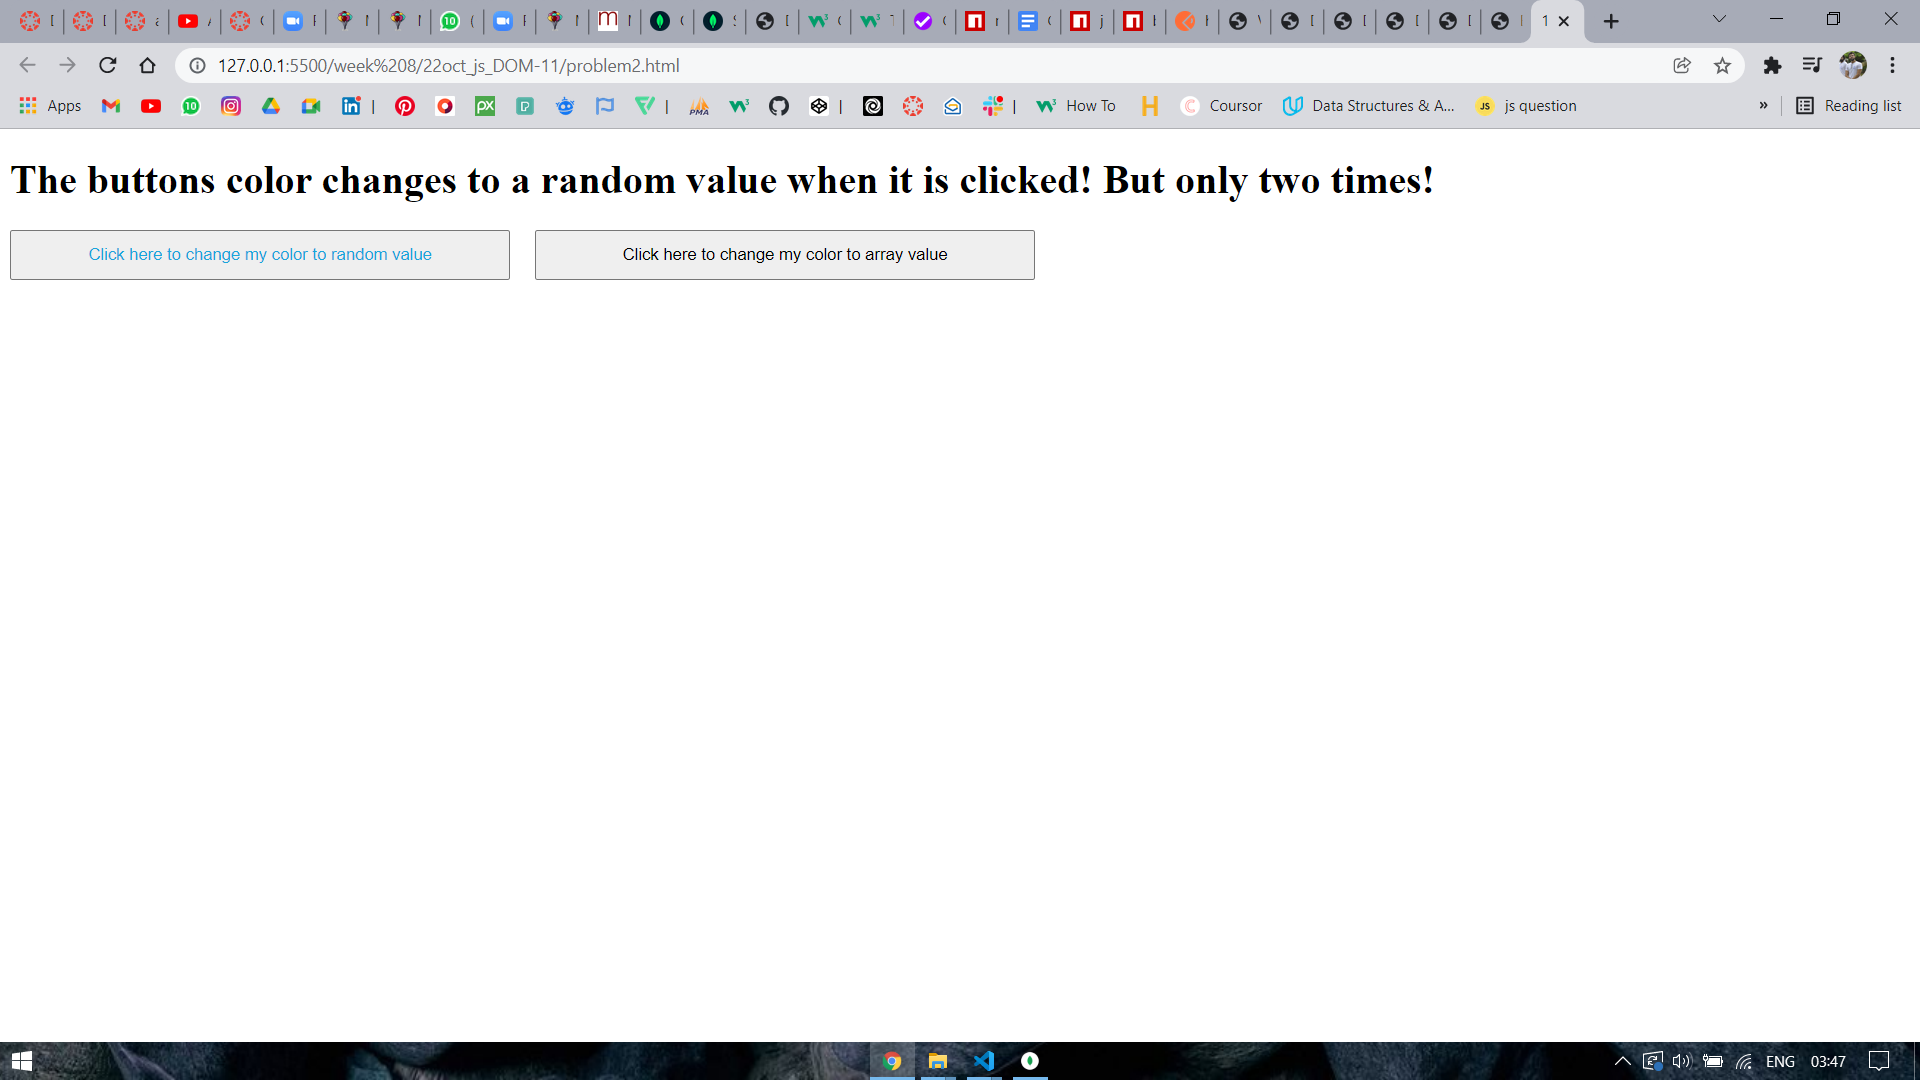 1
127.0.0.1:5500/week%208/22oct_js_DOM-11/problem2.html
Apps | PMA | | How To Coursor Data Structures & A... JS js question » Reading list
The buttons color changes to a random value when it is clicked! But only two times!
Click here to change my color to random value
Click here to change my color to array value
ENG 03:47